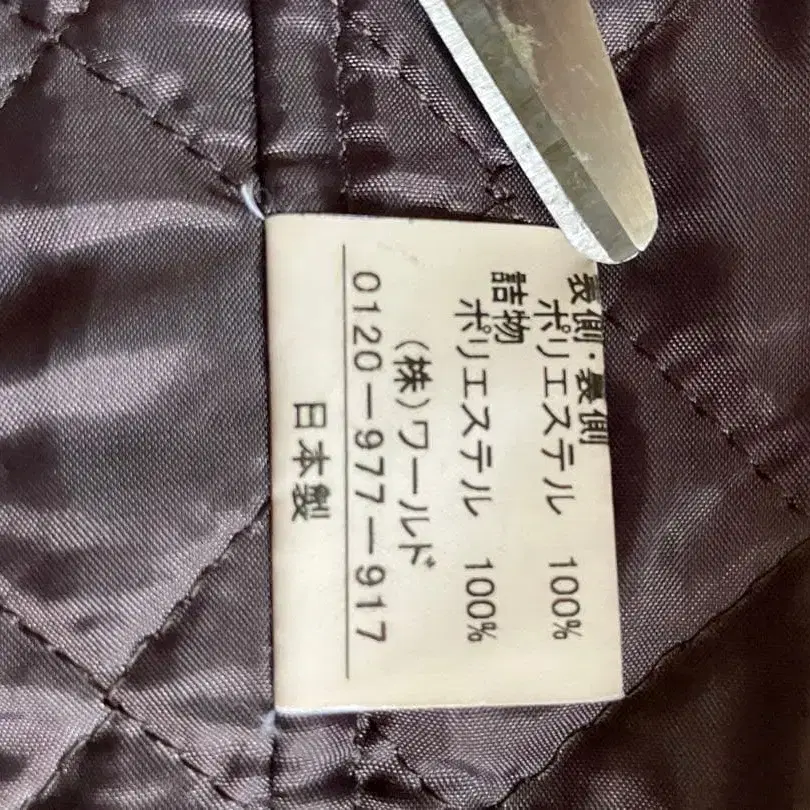 表側・裏側
ポリエステル 100%
詰物
ポリエステル 100%
(株)ワールド
0120-977-917
日本製